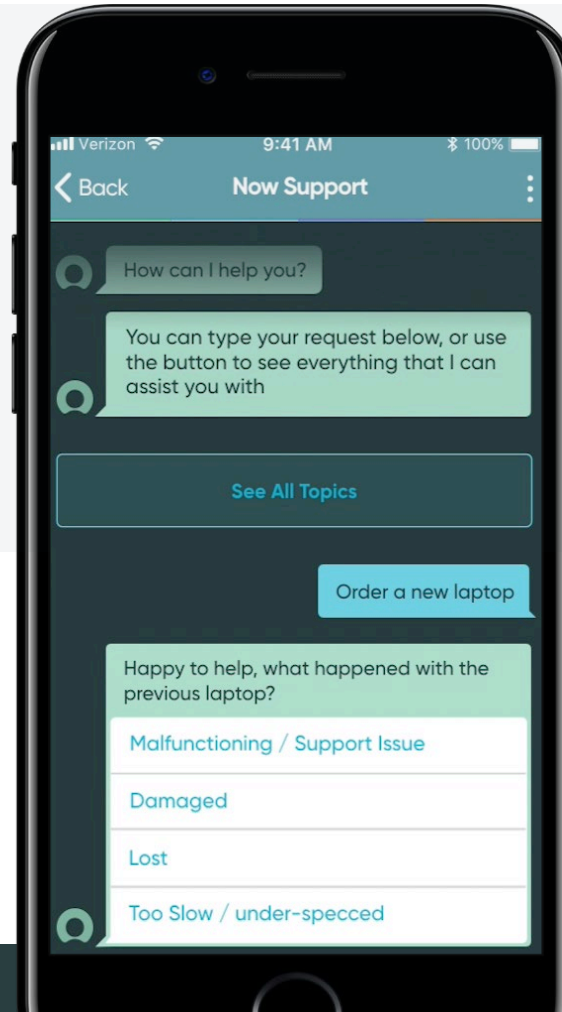 Verizon 9:41 AM 100%
Back Now Support
How can I help you?
You can type your request below, or use
the button to see everything that I can
assist you with
See All Topics
Order a new laptop
Happy to help, what happened with the
previous laptop?
Malfunctioning / Support Issue
Damaged
Lost
Too Slow / under-specced